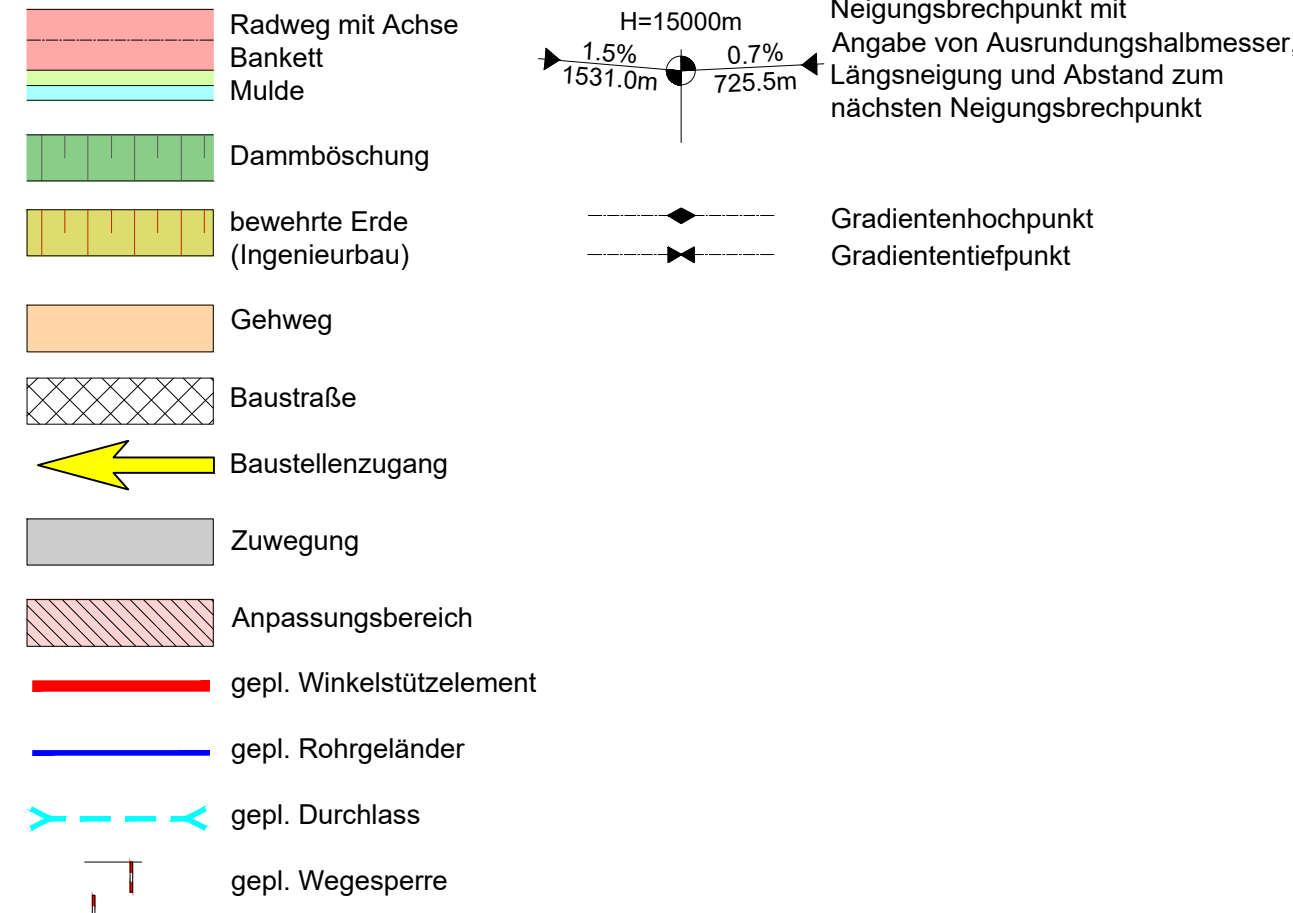 Radweg mit Achse
Bankett
Mulde
Dammböschung
bewehrte Erde
(Ingenieurbau)
Gehweg
Baustraße
Baustellenzugang
Zuwegung
Anpassungsbereich
gepl. Winkelstützelement
gepl. Rohrgeländer
gepl. Durchlass
gepl. Wegesperre
H=15000m
1.5%
0.7%
1531.0m
725.5m
Neigungsbrechpunkt mit
Angabe von Ausrundungshalbmesser,
Längsneigung und Abstand zum
nächsten Neigungsbrechpunkt
Gradientenhochpunkt
Gradiententiefpunkt